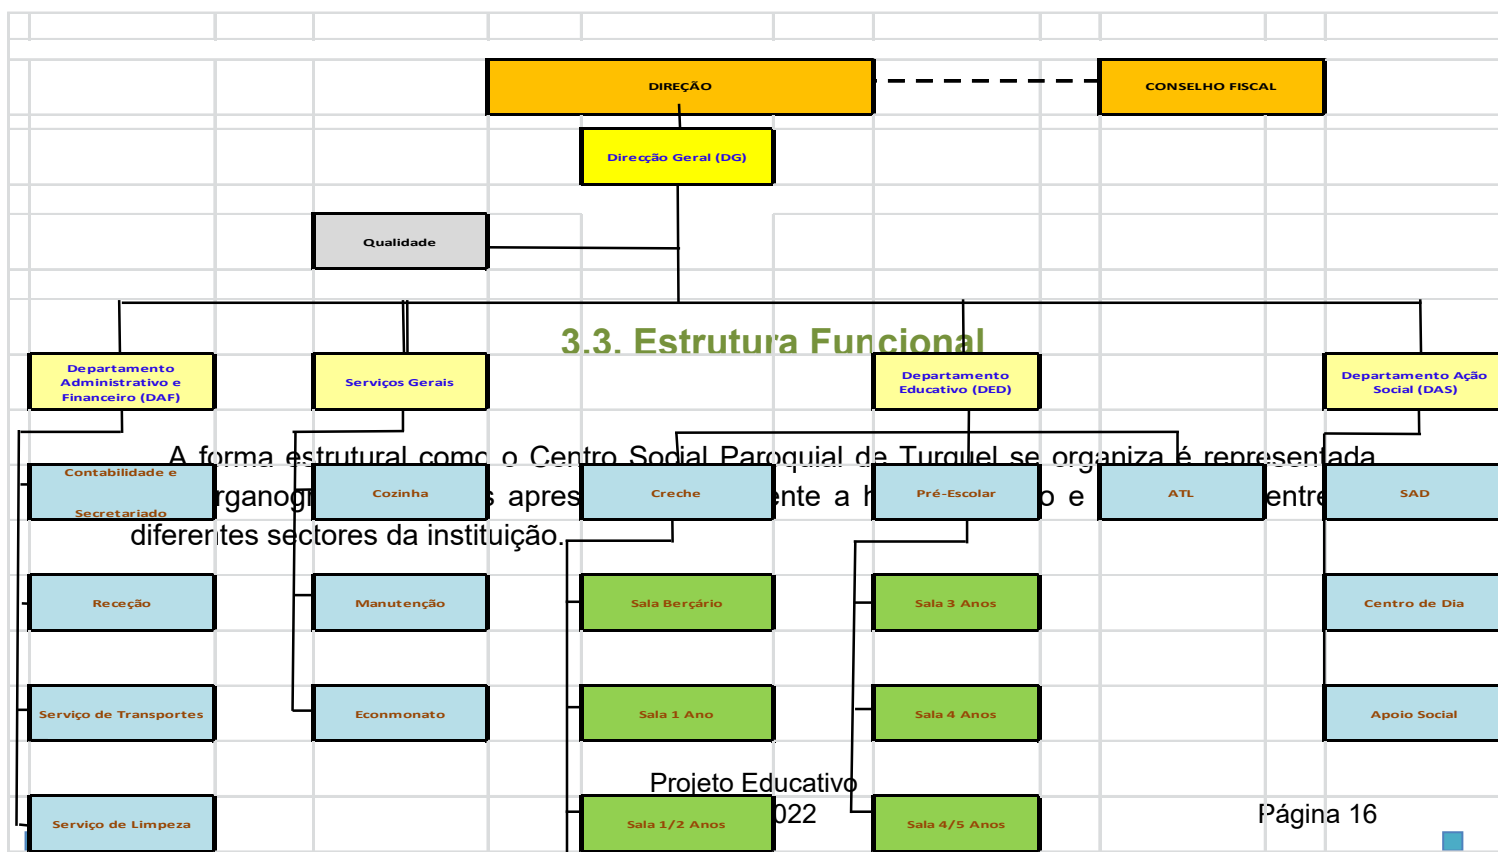 DIREÇÃO
CONSELHO FISCAL
Direcção Geral (DG)
Qualidade
3.3. Estrutura Funcional
Departamento
Administrativo e
Financeiro (DAF)
Serviços Gerais
Departamento
Educativo (DED)
Departamento Ação
Social (DAS)
A forma estrutural como o Centro Social Paroquial de Turquel se organiza é representada
Contabilidade e
Secretariado
Cozinha
Creche
Pré-Escolar
ATL
SAD
s apres
ente a h
o e
entre
diferentes sectores da instituição.
Receção
Manutenção
Sala Berçário
Sala 3 Anos
Centro de Dia
Serviço de Transportes
Econmonato
Sala 1 Ano
Sala 4 Anos
Apoio Social
Projeto Educativo
022
Página 16
Serviço de Limpeza
Sala 1/2 Anos
Sala 4/5 Anos